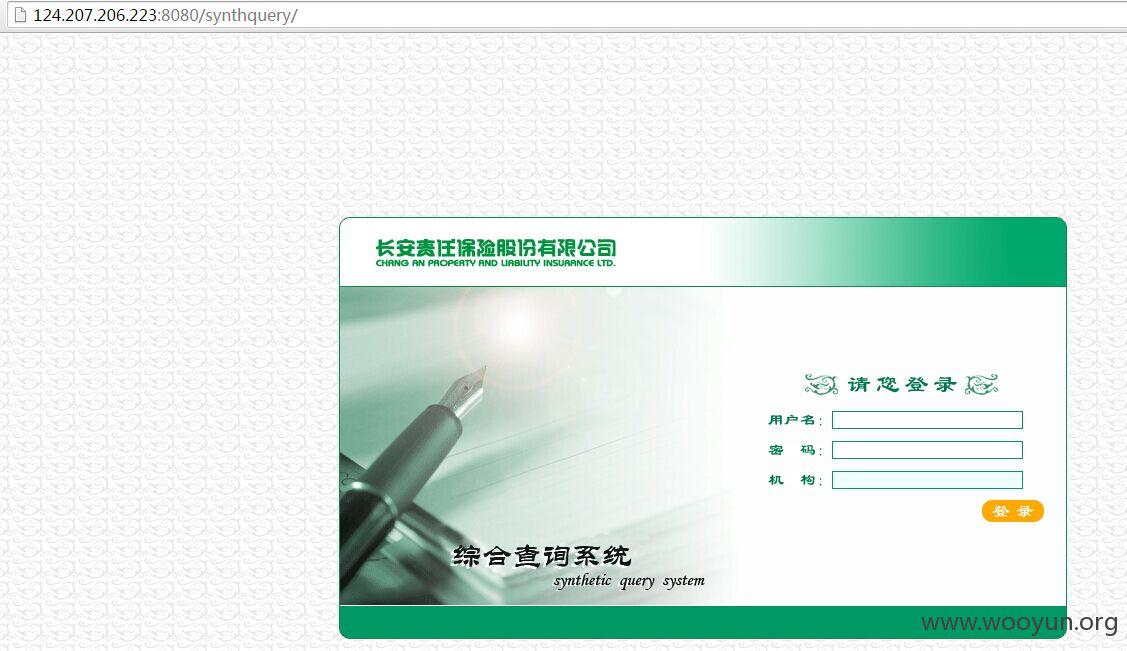 124.207.206.223:8080/synthquery/
长安责任保险股份有限公司
CHANG AN PROPERTY AND LIABILITY INSURANCE LTD.
请您登录
用户名：
密　码：
机　构：
登 录
综合查询系统
synthetic query system
www.wooyun.org